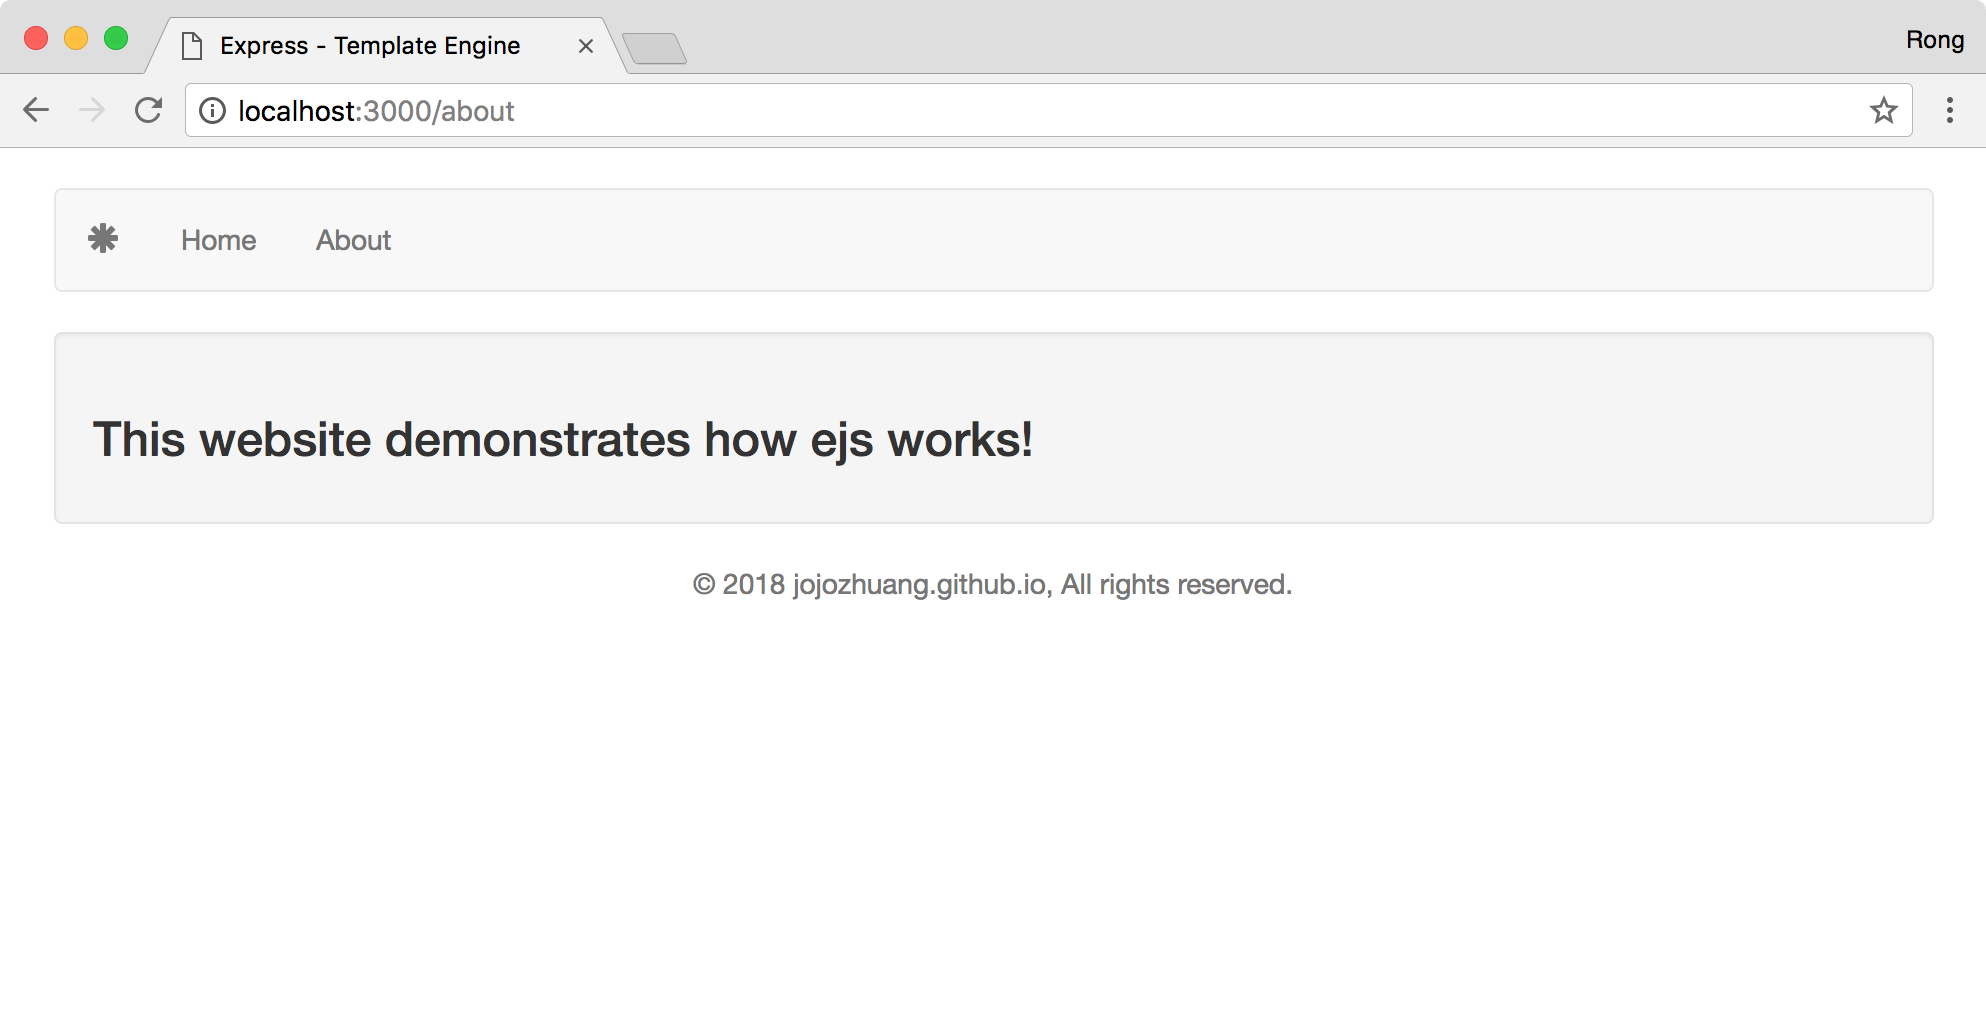 Express - Template Engine
Rong
localhost:3000/about
Home About
This website demonstrates how ejs works!
© 2018 jojozhuang.github.io, All rights reserved.